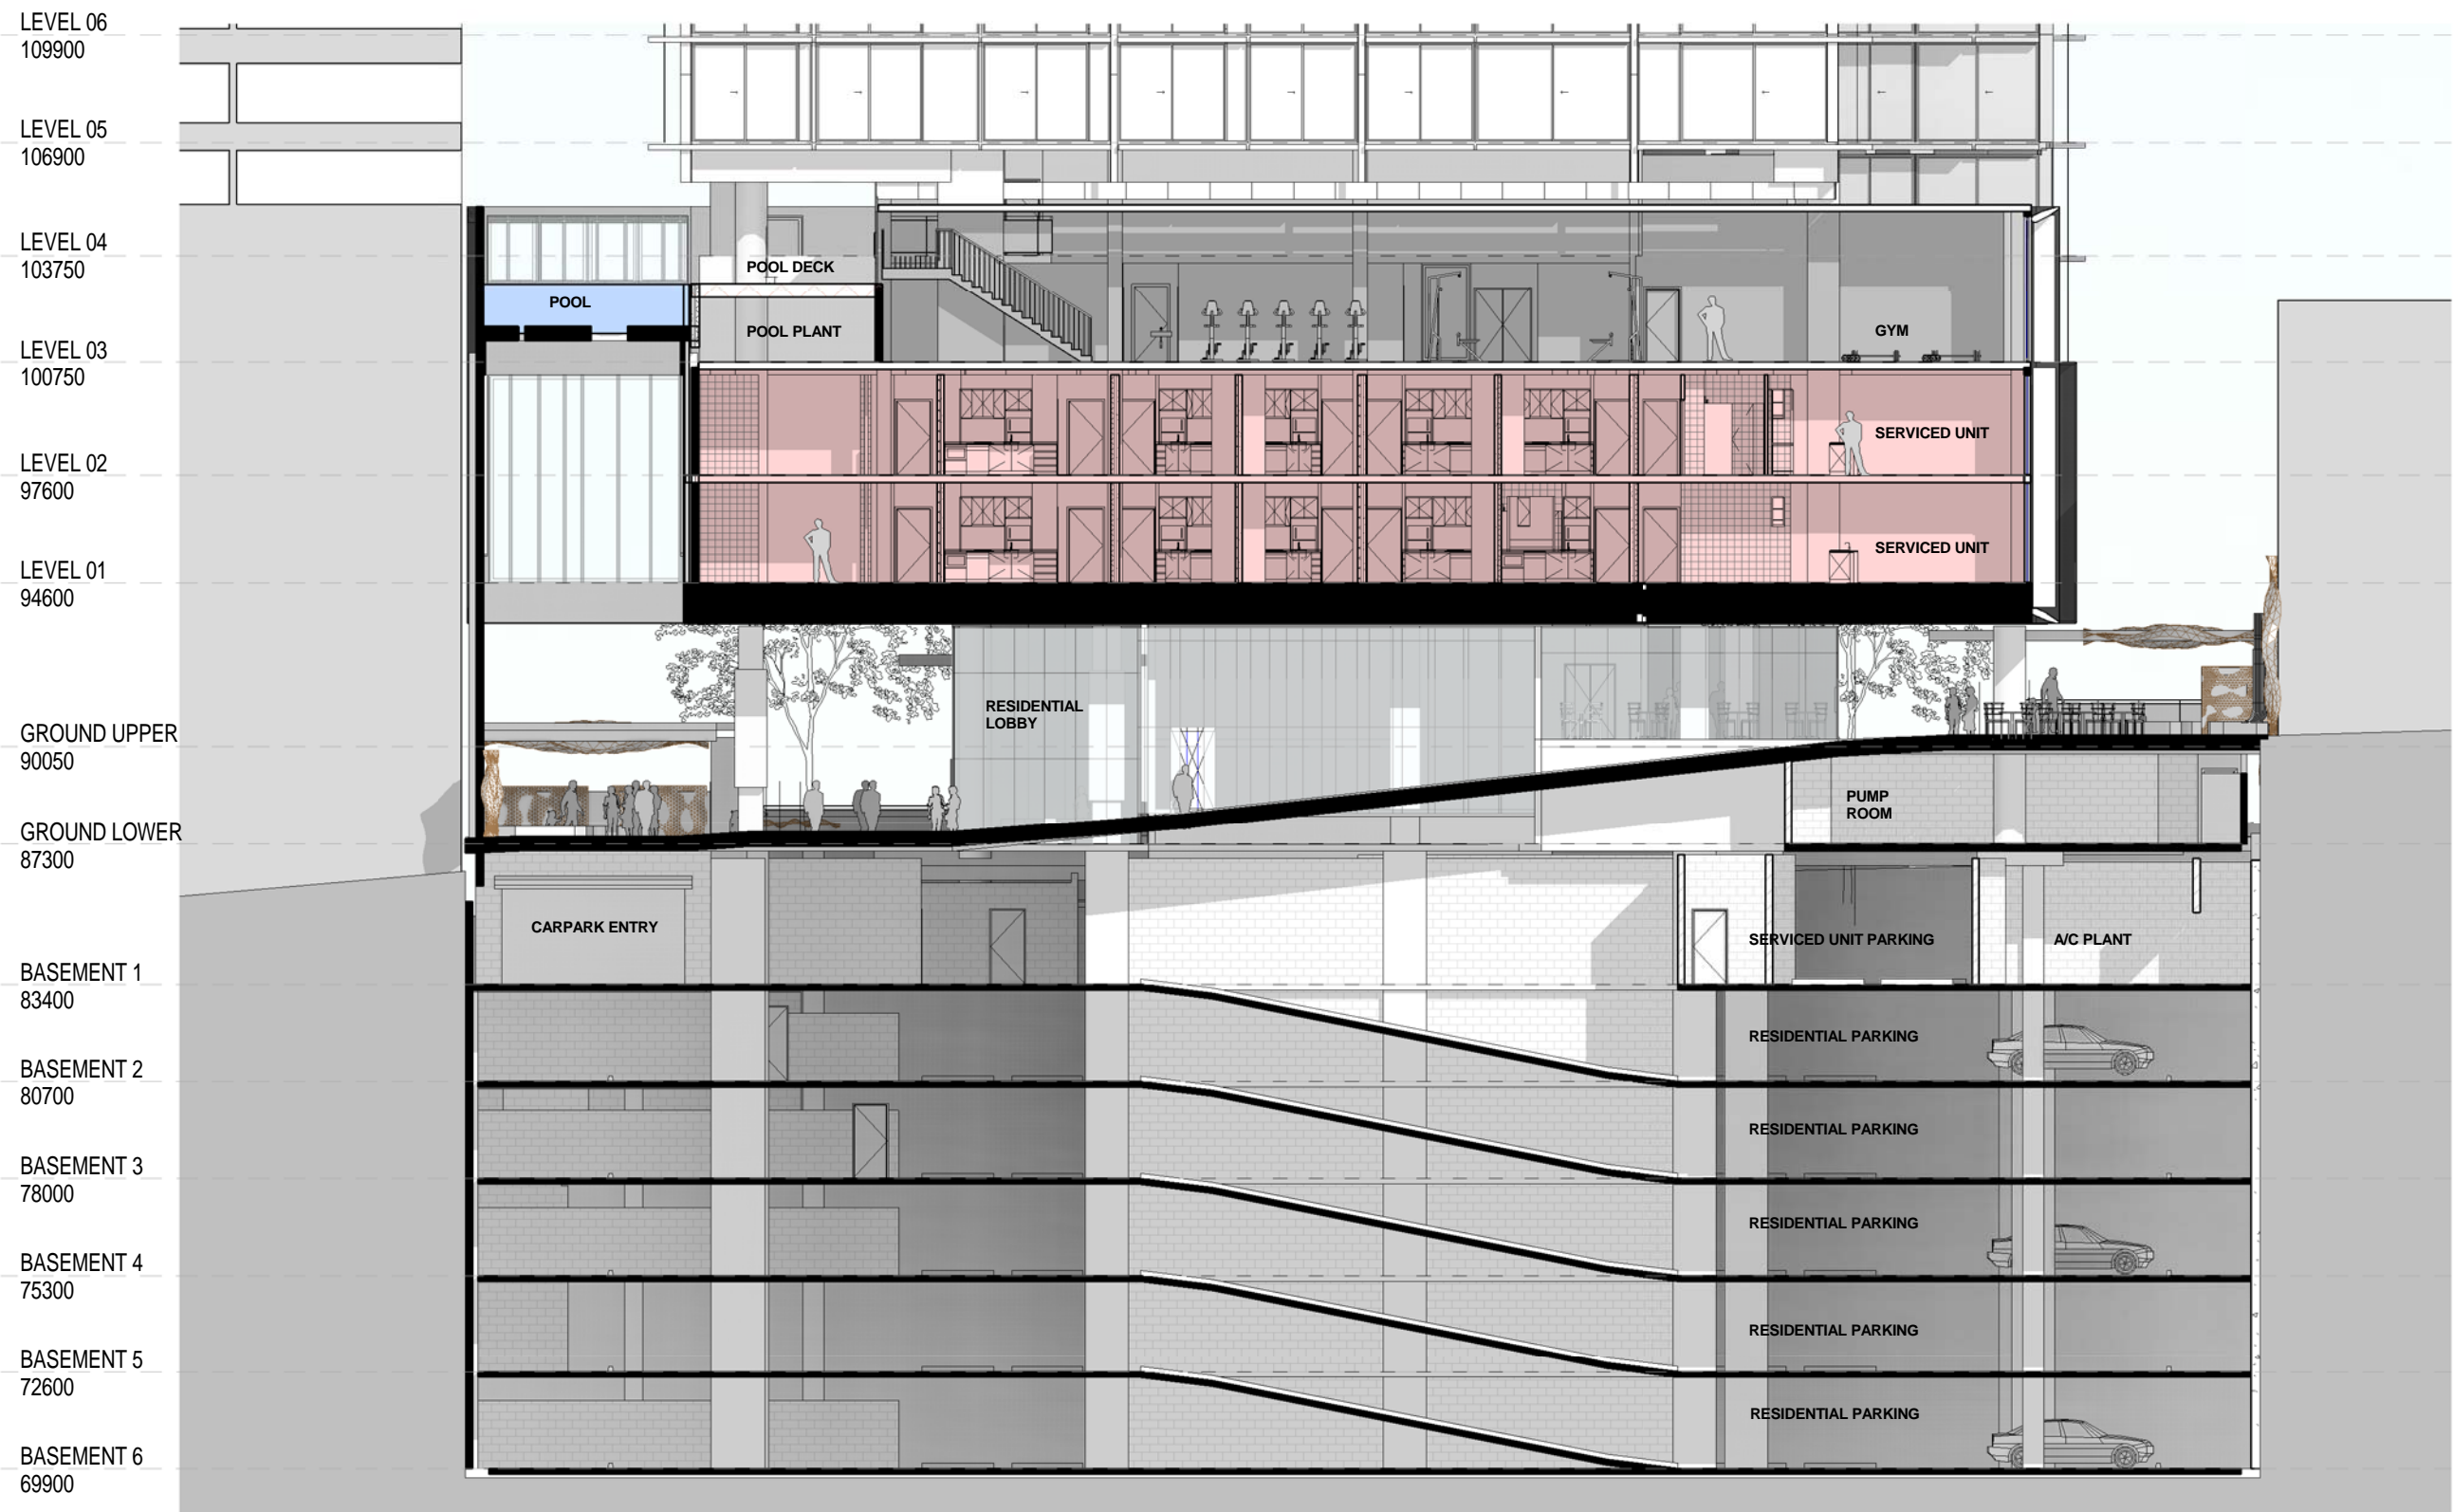 LEVEL 06
109900
LEVEL 05
106900
LEVEL 04
103750
POOL DECK
POOL
POOL PLANT
GYM
LEVEL 03
100750
SERVICED UNIT
LEVEL 02
97600
SERVICED UNIT
LEVEL 01
94600
RESIDENTIAL
LOBBY
GROUND UPPER
90050
PUMP
ROOM
GROUND LOWER
87300
CARPARK ENTRY
SERVICED UNIT PARKING
A/C PLANT
BASEMENT 1
83400
RESIDENTIAL PARKING
BASEMENT 2
80700
RESIDENTIAL PARKING
BASEMENT 3
78000
RESIDENTIAL PARKING
BASEMENT 4
75300
RESIDENTIAL PARKING
BASEMENT 5
72600
RESIDENTIAL PARKING
BASEMENT 6
69900